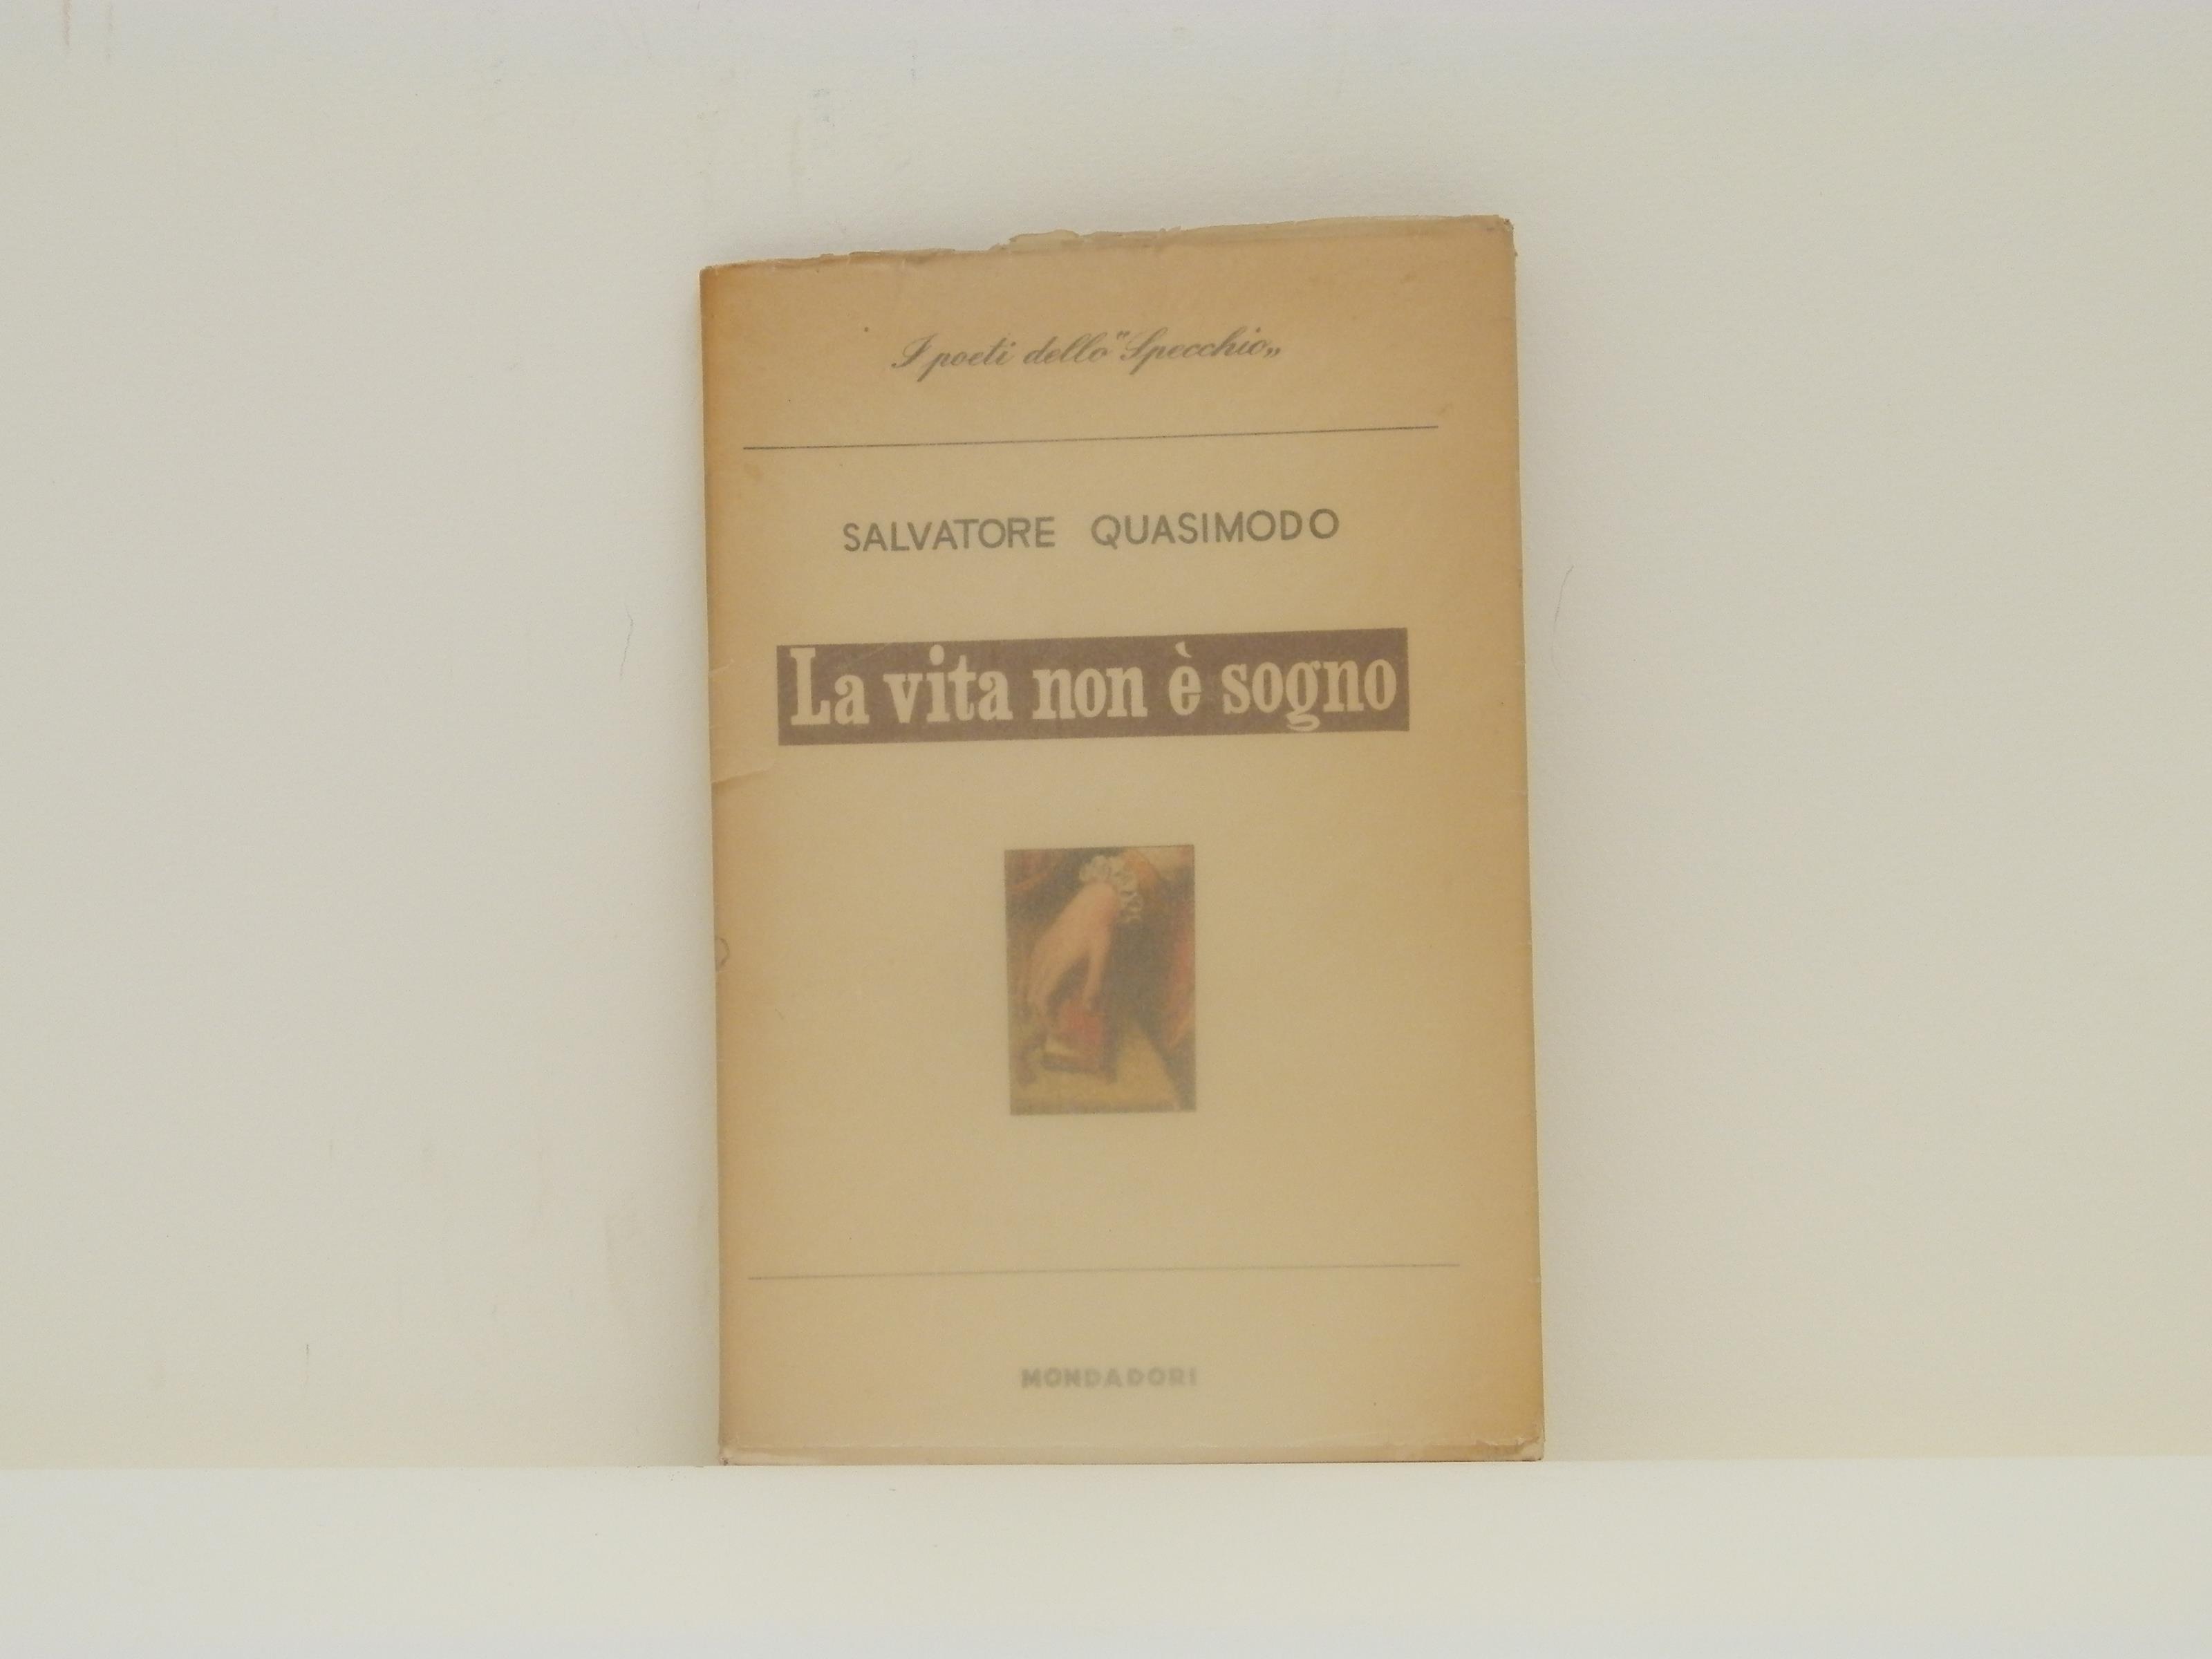 I poeti dello "Specchio„
SALVATORE QUASIMODO
La vita non è sogno
MONDADORI